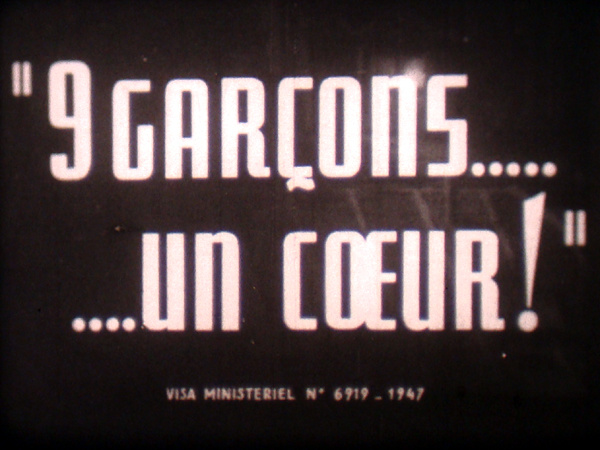 "9 GARÇONS.....
....UN CŒUR!"
VISA MINISTERIEL N° 6919 _ 1947